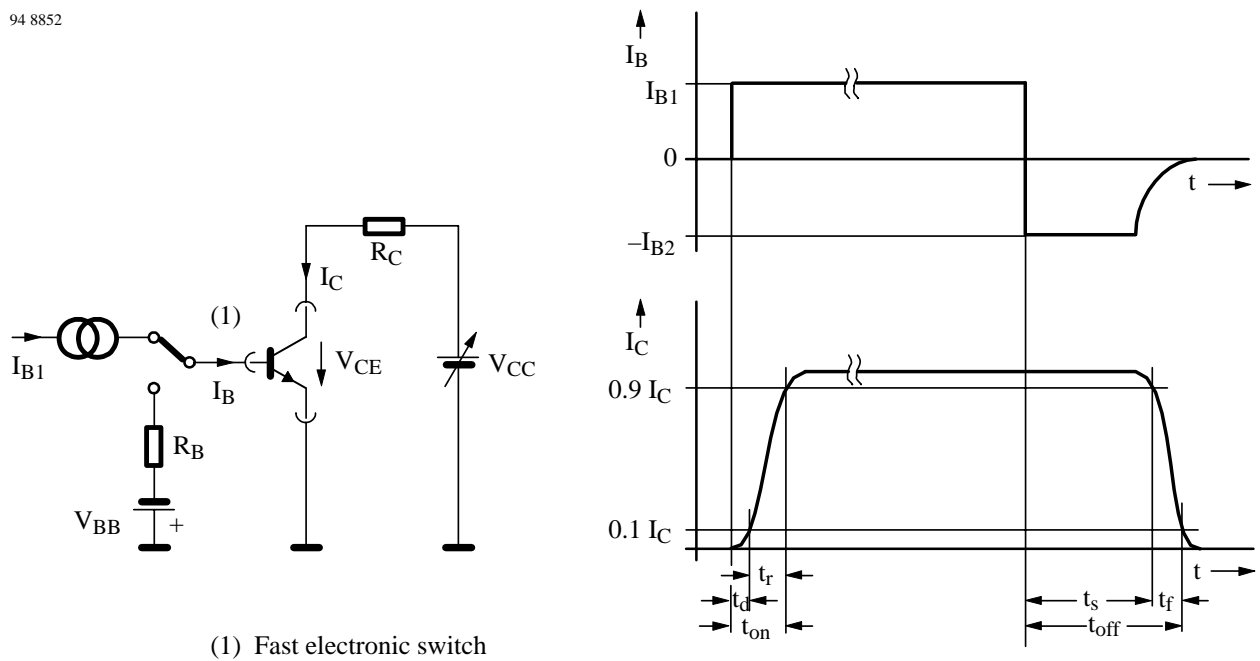 94 8852
I_B1
(1)
I_B
R_B
V_BB
+
I_C
R_C
V_CE
V_CC
(1) Fast electronic switch
I_B
I_B1
0
–I_B2
t
I_C
0.9 I_C
0.1 I_C
t
t_r
t_d
t_on
t_s
t_f
t_off